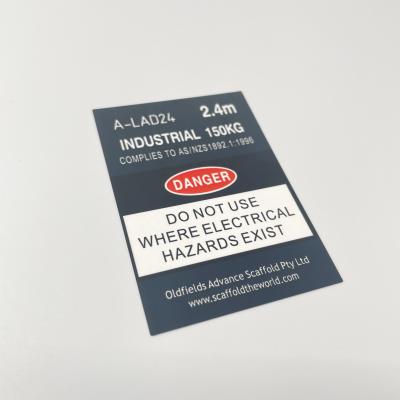 A-LAD24 2.4m
INDUSTRIAL 150KG
COMPLIES TO AS/NZS1892.1:1996
DANGER
DO NOT USE
WHERE ELECTRICAL
HAZARDS EXIST
Oldfields Advance Scaffold Pty Ltd
www.scaffoldtheworld.com